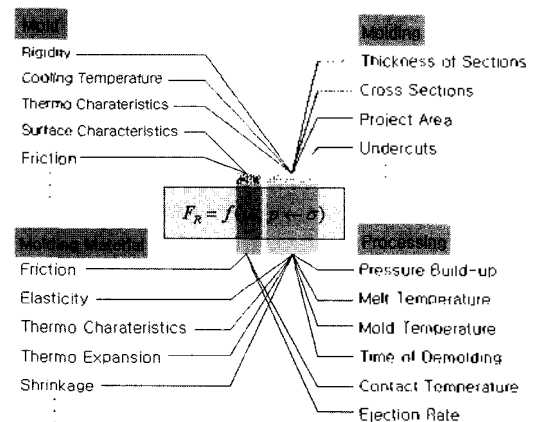 Mold
Rigidity
Cooling Temperature
Thermo Charateristics
Surface Characteristics
Friction
Molding
Thickness of Sections
Cross Sections
Project Area
Undercuts
F_R = f( p ← σ)
Molding Material
Friction
Elasticity
Thermo Charateristics
Thermo Expansion
Shrinkage
Processing
Pressure Build-up
Melt Temperature
Mold Temperature
Time of Demolding
Contact Temperature
Ejection Rate